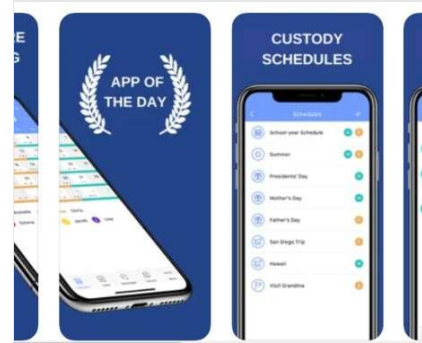 RE
G
APP OF
THE DAY
CUSTODY
SCHEDULES
Schedules
School year Schedule
Summer
Presidents' Day
Mother's Day
Father's Day
San Diego Trip
Hawaii
Visit Grandma